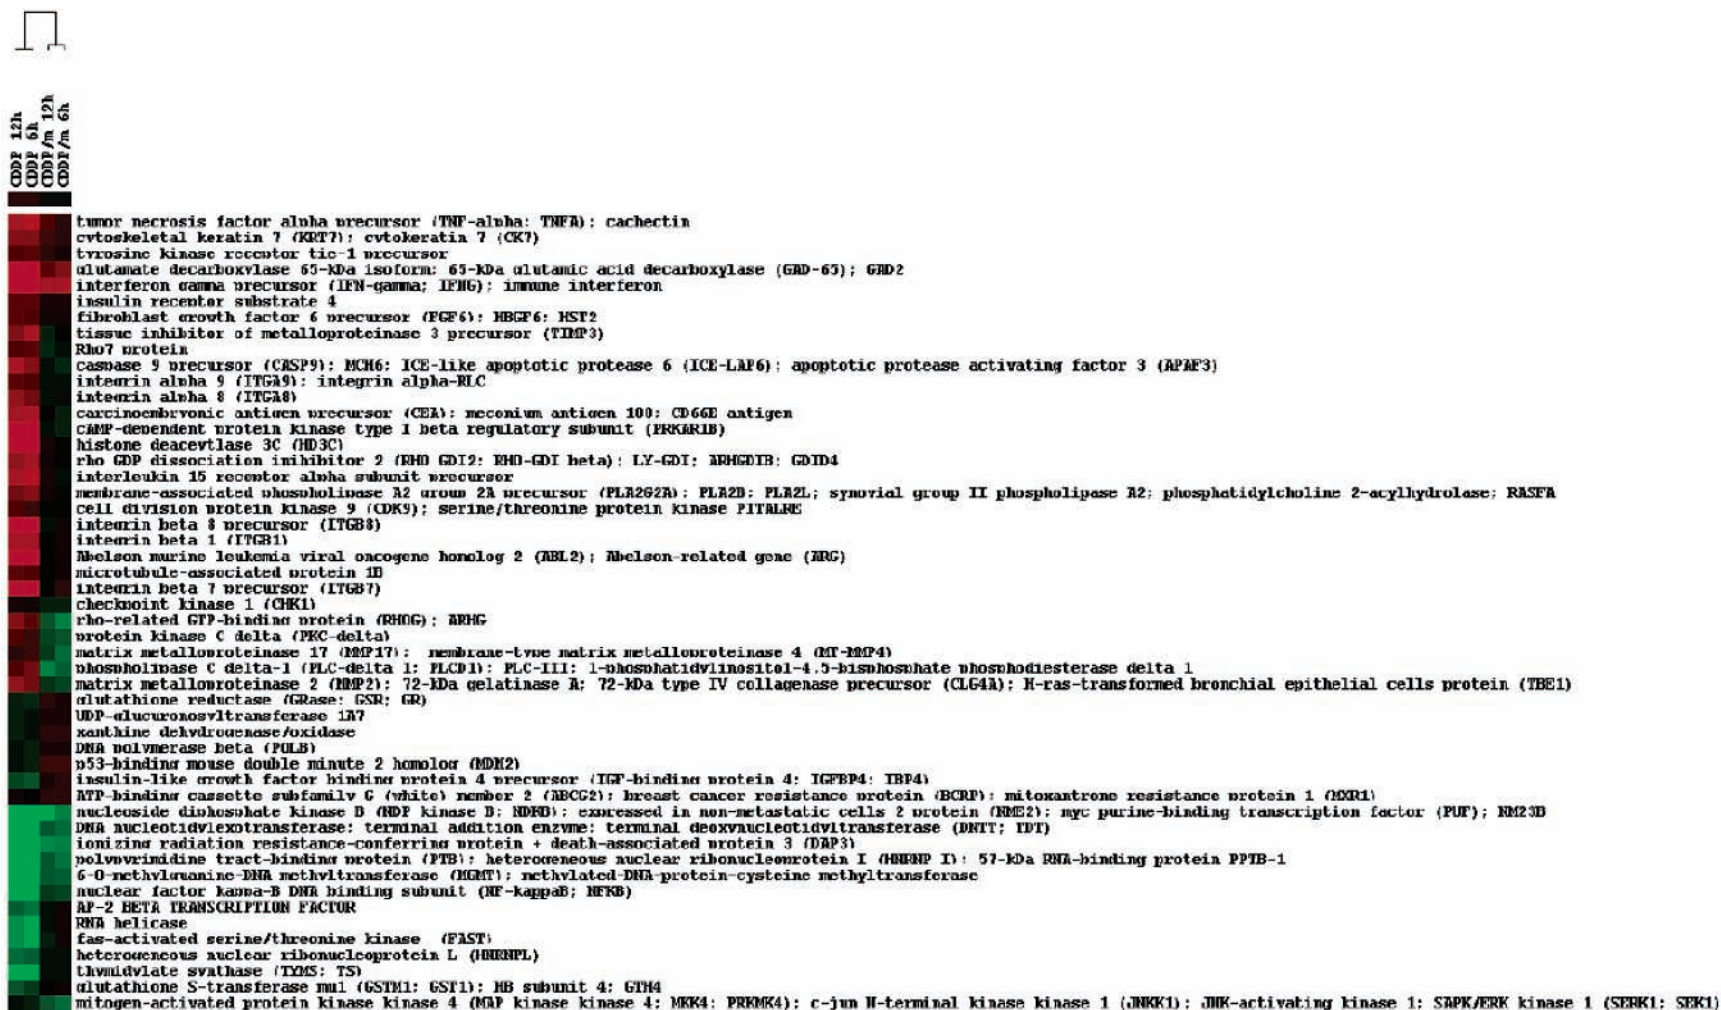 CDDP 12h
CDDP 6h
CDDP/m 12h
CDDP/m 6h
tumor necrosis factor alpha precursor (TNF-alpha; TNFA); cachectin
cytoskeletal keratin 7 (KRT7); cytokeratin 7 (CK7)
tyrosine kinase receptor tie-1 precursor
glutamate decarboxylase 65-kDa isoform; 65-kDa glutamic acid decarboxylase (GAD-65); GAD2
interferon gamma precursor (IFN-gamma; IFNG); immune interferon
insulin receptor substrate 4
fibroblast growth factor 6 precursor (FGF6); HBGF6; HST2
tissue inhibitor of metalloproteinase 3 precursor (TIMP3)
Rho7 protein
caspase 9 precursor (CASP9); MCH6; ICE-like apoptotic protease 6 (ICE-LAP6); apoptotic protease activating factor 3 (APAF3)
integrin alpha 9 (ITGA9); integrin alpha-RLC
integrin alpha 8 (ITGA8)
carcinoembryonic antigen precursor (CEA); meconium antigen 100; CD66E antigen
cAMP-dependent protein kinase type I beta regulatory subunit (PRKAR1B)
histone deacevtlase 3C (HD3C)
rho GDP dissociation inihibitor 2 (RHO GDI2; RHO-GDI beta); LY-GDI; ARHGDIB; GDID4
interleukin 15 receptor alpha subunit precursor
membrane-associated phospholipase A2 group 2A precursor (PLA2G2A); PLA2B; PLA2L; synovial group II phospholipase A2; phosphatidylcholine 2-acylhydrolase; RASFA
cell division protein kinase 9 (CDK9); serine/threonine protein kinase PITALRE
integrin beta 8 precursor (ITGB8)
integrin beta 1 (ITGB1)
Abelson murine leukemia viral oncogene homolog 2 (ABL2); Abelson-related gene (ARG)
microtubule-associated protein 1B
integrin beta 7 precursor (ITGB7)
checkpoint kinase 1 (CHK1)
rho-related GTP-binding protein (RHOG); ARHG
protein kinase C delta (PKC-delta)
matrix metalloproteinase 17 (MMP17); membrane-type matrix metalloproteinase 4 (MT-MMP4)
phospholipase C delta-1 (PLC-delta 1; PLCD1); PLC-III; 1-phosphatidylinositol-4,5-bisphosphate phosphodiesterase delta 1
matrix metalloproteinase 2 (MMP2); 72-kDa gelatinase A; 72-kDa type IV collagenase precursor (CLG4A); H-ras-transformed bronchial epithelial cells protein (TBE1)
glutathione reductase (GRase; GSR; GR)
UDP-glucuronosyltransferase 1A7
xanthine dehydrogenase/oxidase
DNA polymerase beta (POLB)
p53-binding mouse double minute 2 homolog (MDM2)
insulin-like growth factor binding protein 4 precursor (IGF-binding protein 4; IGFBP4; IBP4)
ATP-binding cassette subfamily G (white) member 2 (ABCG2); breast cancer resistance protein (BCRP); mitoxantrone resistance protein 1 (MXR1)
nucleoside diphosphate kinase B (NDP kinase B; NDKB); expressed in non-metastatic cells 2 protein (NME2); myc purine-binding transcription factor (PUF); NM23B
DNA nucleotidylexotransferase; terminal addition enzyme; terminal deoxynucleotidyltransferase (DNTT; TDT)
ionizing radiation resistance-conferring protein + death-associated protein 3 (DAP3)
polypyrimidine tract-binding protein (PTB); heterogeneous nuclear ribonucleoprotein I (HNRNP I); 57-kDa RNA-binding protein PPTB-1
6-O-methylguanine-DNA methyltransferase (MGMT); methylated-DNA-protein-cysteine methyltransferase
nuclear factor kappa-B DNA binding subunit (NF-kappaB; NFKB)
AP-2 BETA TRANSCRIPTION FACTOR
RNA helicase
fas-activated serine/threonine kinase (FAST)
heterogeneous nuclear ribonucleoprotein L (HNRNPL)
thymidylate synthase (TYMS; TS)
glutathione S-transferase mu1 (GSTM1; GST1); HB subunit 4; GTH4
mitogen-activated protein kinase kinase 4 (MAP kinase kinase 4; MKK4; PRKMK4); c-jun N-terminal kinase kinase 1 (JNKK1); JNK-activating kinase 1; SAPK/ERK kinase 1 (SERK1; SEK1)